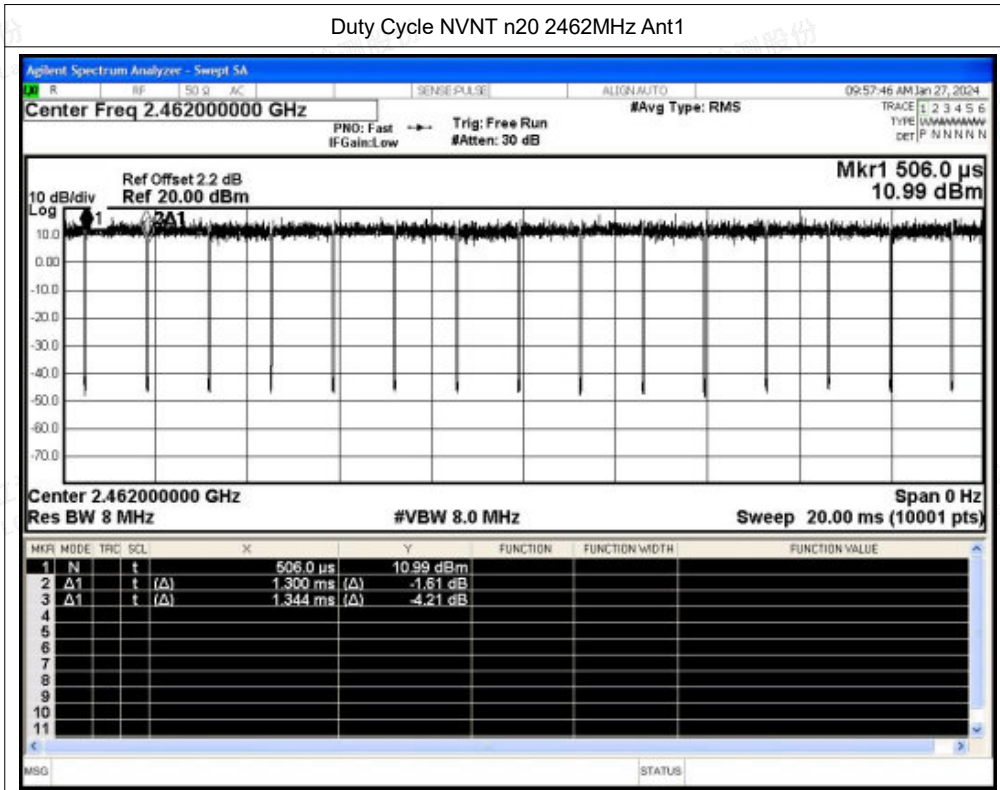 Duty Cycle NVNT n20 2462MHz Ant1
Agilent Spectrum Analyzer - Swept SA
R RF 50 Ω AC SENSE:PULSE ALIGN AUTO 09:57:46 AM Jan 27, 2024
Center Freq 2.462000000 GHz #Avg Type: RMS TRACE 1 2 3 4 5 6
PNO: Fast Trig: Free Run TYPE
IFGain:Low #Atten: 30 dB DET P N N N N N
Mkr1 506.0 µs
Ref Offset 2.2 dB
10 dB/div Ref 20.00 dBm 10.99 dBm
Log
1 2Δ1
10.0
0.00
-10.0
-20.0
-30.0
-40.0
-50.0
-60.0
-70.0
Center 2.462000000 GHz Span 0 Hz
Res BW 8 MHz #VBW 8.0 MHz Sweep 20.00 ms (10001 pts)
MKR MODE TRC SCL X Y FUNCTION FUNCTION WIDTH FUNCTION VALUE
1 N t 506.0 µs 10.99 dBm
2 Δ1 t (Δ) 1.300 ms (Δ) -1.61 dB
3 Δ1 t (Δ) 1.344 ms (Δ) -4.21 dB
4
5
6
7
8
9
10
11
MSG STATUS